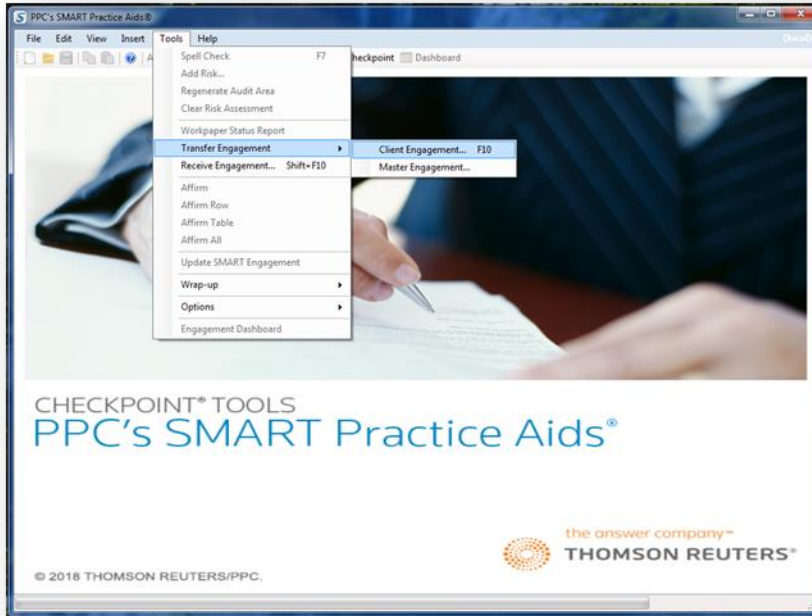 PPC's SMART Practice Aids®
File Edit View Insert Tools Help
(local)
heckpoint Dashboard
Spell Check F7
Add Risk...
Regenerate Audit Area
Clear Risk Assessment
Workpaper Status Report
Transfer Engagement
Client Engagement... F10
Receive Engagement... Shift+F10
Master Engagement...
Affirm
Affirm Row
Affirm Table
Affirm All
Update SMART Engagement
Wrap-up
Options
Engagement Dashboard
CHECKPOINT® TOOLS
PPC's SMART Practice Aids®
the answer company™
THOMSON REUTERS®
© 2018 THOMSON REUTERS/PPC.